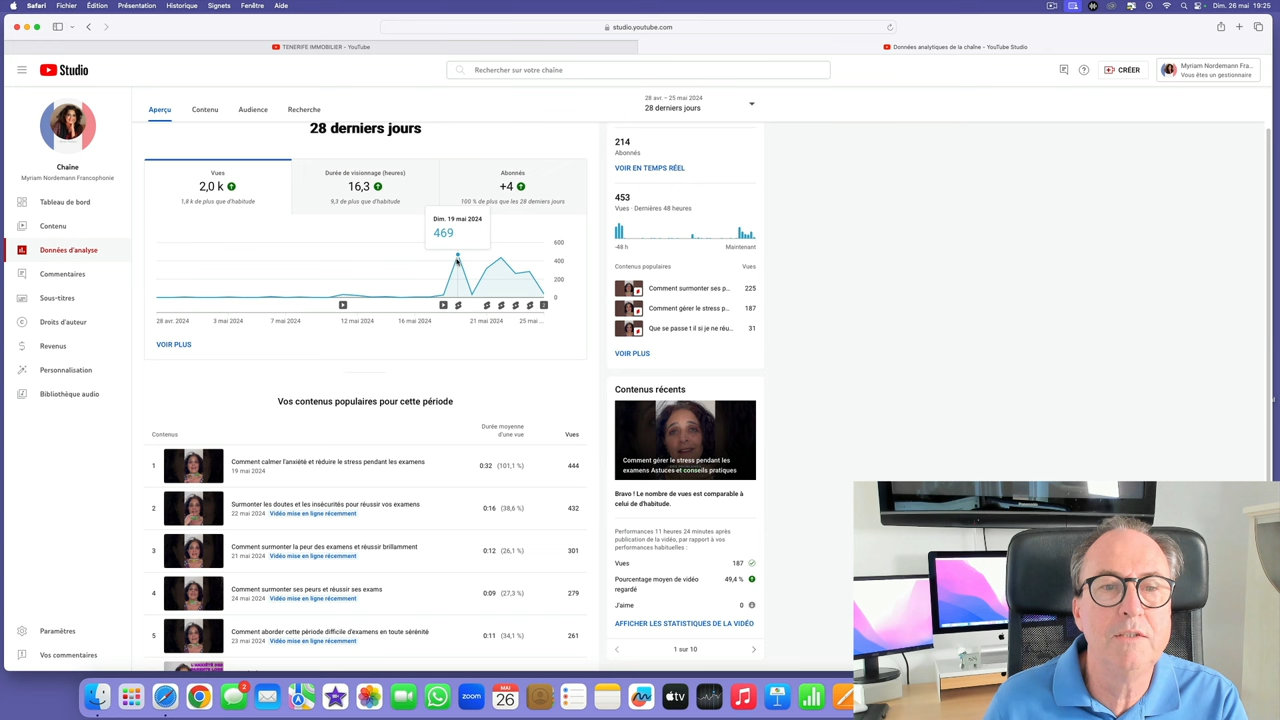 Safari Fichier Édition Présentation Historique Signets Fenêtre Aide
Dim. 26 mai 19:25
studio.youtube.com
TENERIFE IMMOBILIER - YouTube
Données analytiques de la chaîne - YouTube Studio
Studio
Rechercher sur votre chaîne
CRÉER
Myriam Nordemann Fra...
Vous êtes un gestionnaire
Aperçu Contenu Audience Recherche
28 avr. – 25 mai 2024
28 derniers jours
Chaîne
Myriam Nordemann Francophonie
Tableau de bord
Contenu
Données d'analyse
Commentaires
Sous-titres
Droits d'auteur
Revenus
Personnalisation
Bibliothèque audio
Paramètres
Vos commentaires
28 derniers jours
Vues
2,0 k
1,8 k de plus que d'habitude
Durée de visionnage (heures)
16,3
9,3 de plus que d'habitude
Abonnés
+4
100 % de plus que les 28 derniers jours
Dim. 19 mai 2024
469
600
400
200
0
28 avr. 2024 3 mai 2024 7 mai 2024 12 mai 2024 16 mai 2024 21 mai 2024 25 mai ...
VOIR PLUS
Vos contenus populaires pour cette période
Contenus
Durée moyenne
d'une vue
Vues
1 Comment calmer l'anxiété et réduire le stress pendant les examens 0:32 (101,1 %) 444
19 mai 2024
2 Surmonter les doutes et les insécurités pour réussir vos examens 0:16 (38,6 %) 432
22 mai 2024 Vidéo mise en ligne récemment
3 Comment surmonter la peur des examens et réussir brillamment 0:12 (26,1 %) 301
21 mai 2024 Vidéo mise en ligne récemment
4 Comment surmonter ses peurs et réussir ses exams 0:09 (27,3 %) 279
24 mai 2024 Vidéo mise en ligne récemment
5 Comment aborder cette période difficile d'examens en toute sérénité 0:11 (34,1 %) 261
23 mai 2024 Vidéo mise en ligne récemment
214
Abonnés
VOIR EN TEMPS RÉEL
453
Vues · Dernières 48 heures
-48 h Maintenant
Contenus populaires Vues
Comment surmonter ses p... 225
Comment gérer le stress p... 187
Que se passe t il si je ne réu... 31
VOIR PLUS
Contenus récents
Comment gérer le stress pendant les
examens Astuces et conseils pratiques
Bravo ! Le nombre de vues est comparable à
celui de d'habitude.
Performances 11 heures 24 minutes après
publication de la vidéo, par rapport à vos
performances habituelles :
Vues 187
Pourcentage moyen de vidéo
regardé 49,4 %
J'aime 0
AFFICHER LES STATISTIQUES DE LA VIDÉO
1 sur 10
2
zoom
MAI
26
tv